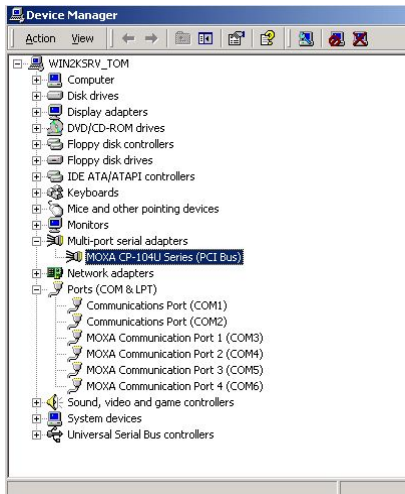 Device Manager
Action View
WIN2KSRV_TOM
Computer
Disk drives
Display adapters
DVD/CD-ROM drives
Floppy disk controllers
Floppy disk drives
IDE ATA/ATAPI controllers
Keyboards
Mice and other pointing devices
Monitors
Multi-port serial adapters
MOXA CP-104U Series (PCI Bus)
Network adapters
Ports (COM & LPT)
Communications Port (COM1)
Communications Port (COM2)
MOXA Communication Port 1 (COM3)
MOXA Communication Port 2 (COM4)
MOXA Communication Port 3 (COM5)
MOXA Communication Port 4 (COM6)
Sound, video and game controllers
System devices
Universal Serial Bus controllers